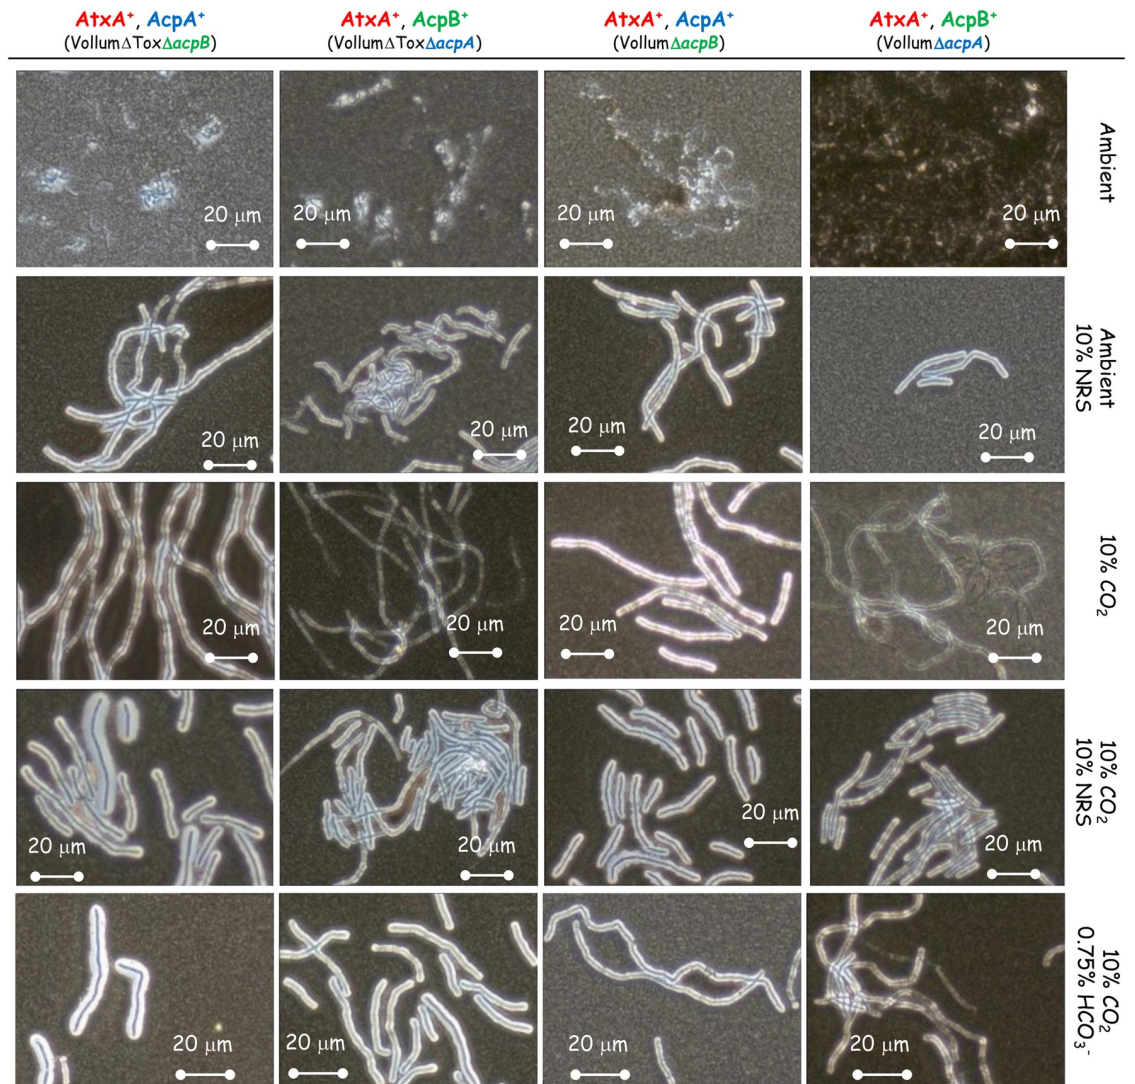 AtxA⁺, AcpA⁺
(VollumΔToxΔacpB)
AtxA⁺, AcpB⁺
(VollumΔToxΔacpA)
AtxA⁺, AcpA⁺
(VollumΔacpB)
AtxA⁺, AcpB⁺
(VollumΔacpA)
20 μm
20 μm
20 μm
20 μm
Ambient
20 μm
20 μm
20 μm
20 μm
Ambient
10% NRS
20 μm
20 μm
20 μm
20 μm
10% CO₂
20 μm
20 μm
20 μm
20 μm
10% CO₂
10% NRS
20 μm
20 μm
20 μm
20 μm
10% CO₂
0.75% HCO₃⁻